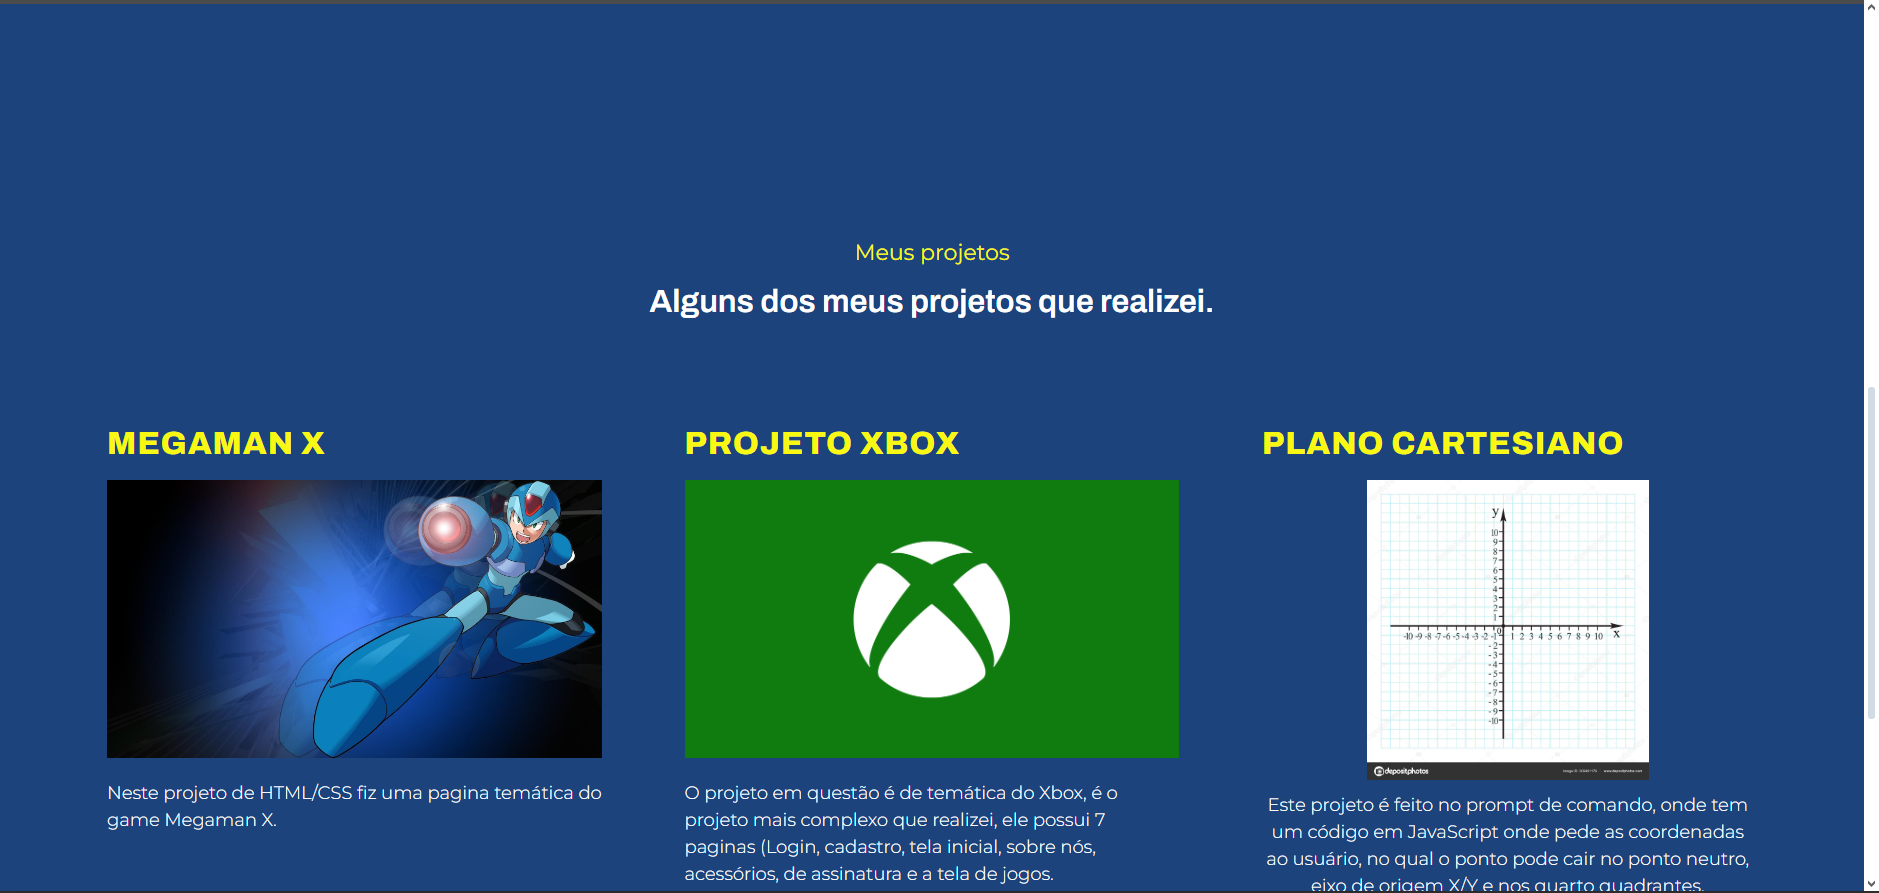 Meus projetos
Alguns dos meus projetos que realizei.
MEGAMAN X
Neste projeto de HTML/CSS fiz uma pagina temática do
game Megaman X.
PROJETO XBOX
O projeto em questão é de temática do Xbox, é o
projeto mais complexo que realizei, ele possui 7
paginas (Login, cadastro, tela inicial, sobre nós,
acessórios, de assinatura e a tela de jogos.
PLANO CARTESIANO
y
10
9
8
7
6
5
4
3
2
1
-10 -9 -8 -7 -6 -5 -4 -3 -2 -1 0 1 2 3 4 5 6 7 8 9 10 x
-2
-3
-4
-5
-6
-7
-8
-9
-10
depositphotos
Este projeto é feito no prompt de comando, onde tem
um código em JavaScript onde pede as coordenadas
ao usuário, no qual o ponto pode cair no ponto neutro,
eixo de origem X/Y e nos quarto quadrantes.